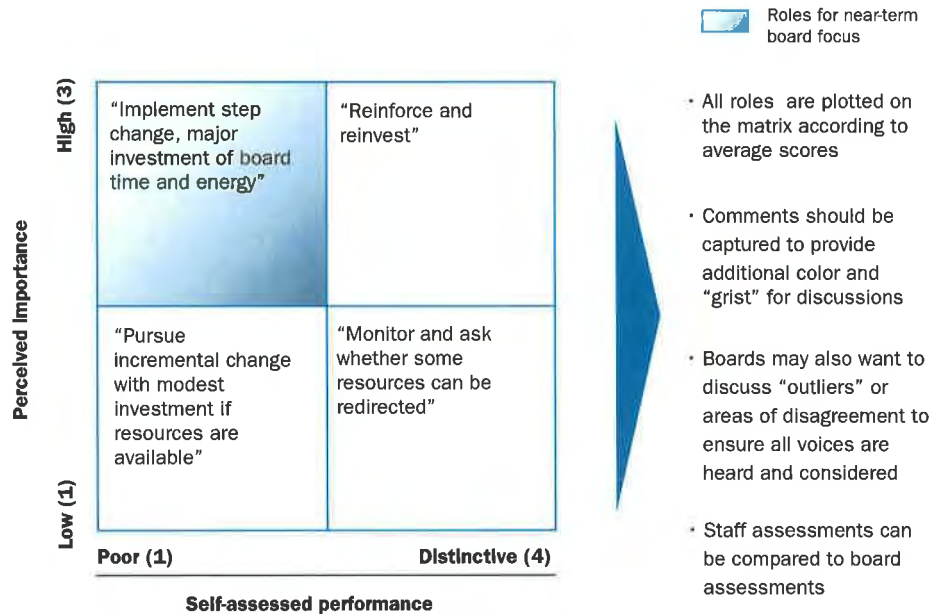 Roles for near-term
board focus
High (3)
"Implement step
change, major
investment of board
time and energy"
"Reinforce and
reinvest"
Perceived Importance
"Pursue
incremental change
with modest
investment if
resources are
available"
"Monitor and ask
whether some
resources can be
redirected"
Low (1)
Poor (1)
Distinctive (4)
Self-assessed performance
· All roles are plotted on
the matrix according to
average scores
· Comments should be
captured to provide
additional color and
"grist" for discussions
· Boards may also want to
discuss "outliers" or
areas of disagreement to
ensure all voices are
heard and considered
· Staff assessments can
be compared to board
assessments